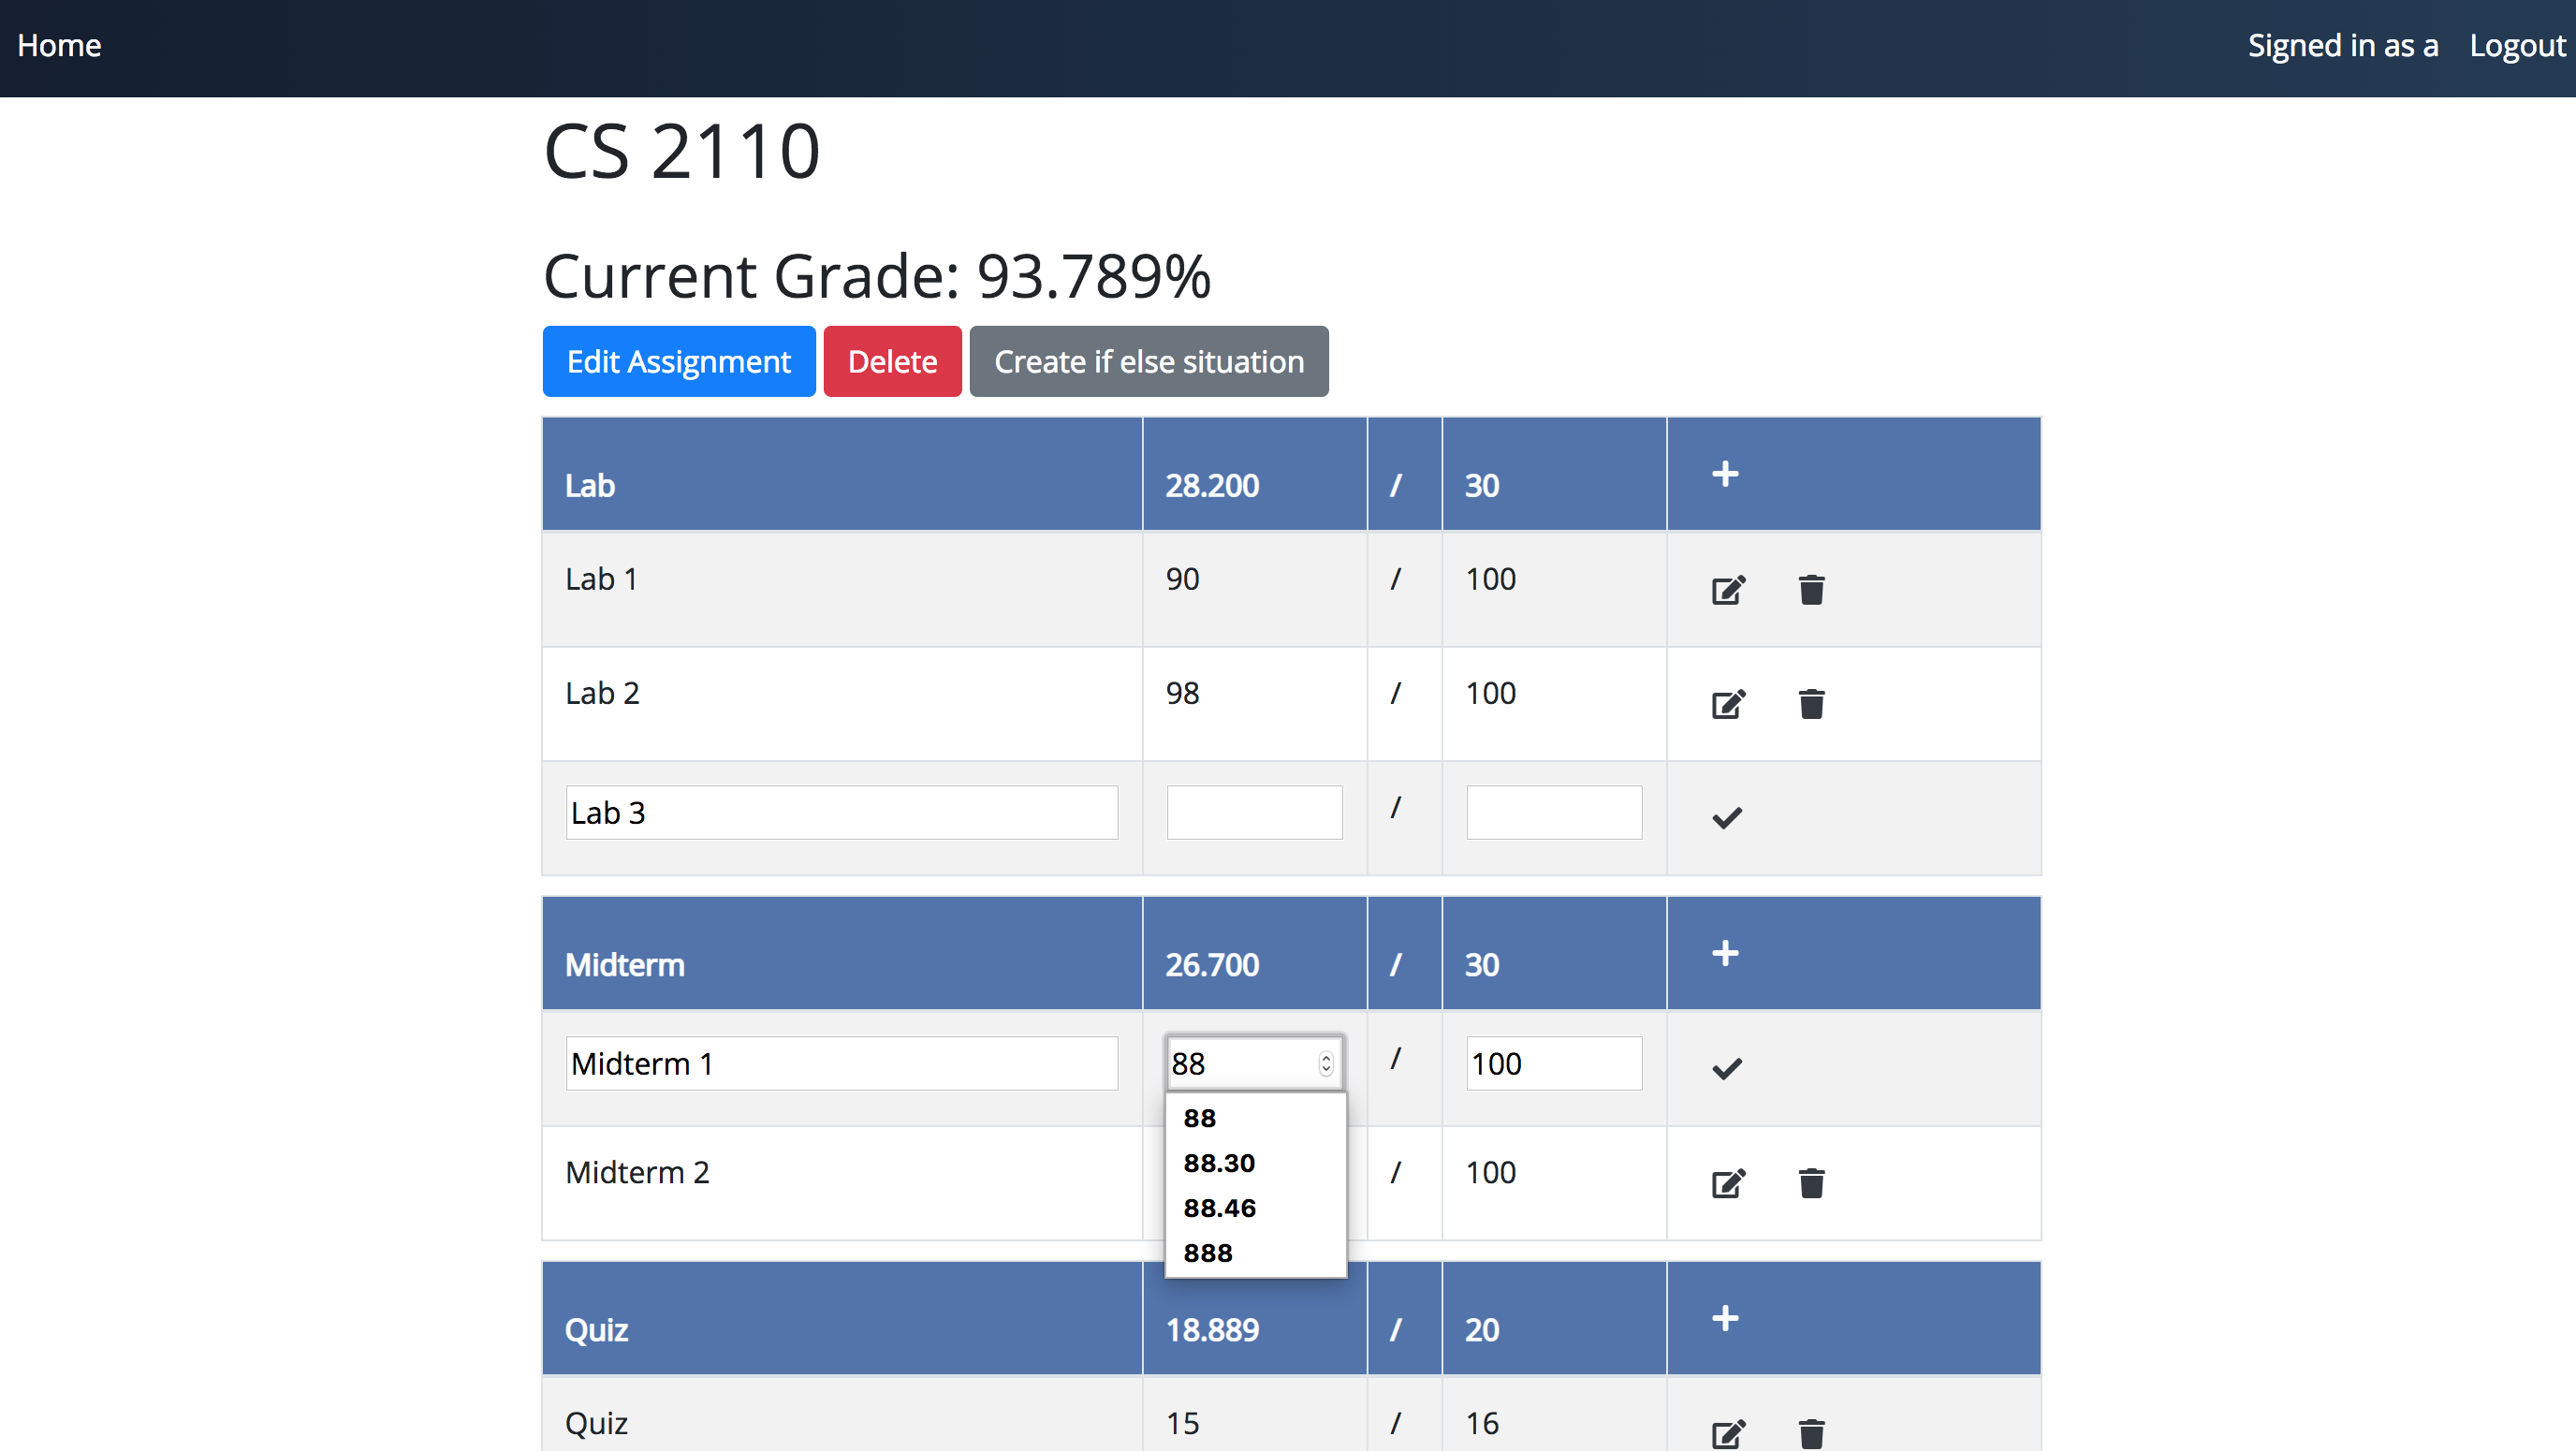 Home Signed in as a Logout
CS 2110
Current Grade: 93.789%
Edit Assignment Delete Create if else situation
Lab 28.200 / 30
Lab 1 90 / 100
Lab 2 98 / 100
Lab 3 /
Midterm 26.700 / 30
Midterm 1 88 / 100
88
88.30
88.46
888
Midterm 2 / 100
Quiz 18.889 / 20
Quiz 15 / 16